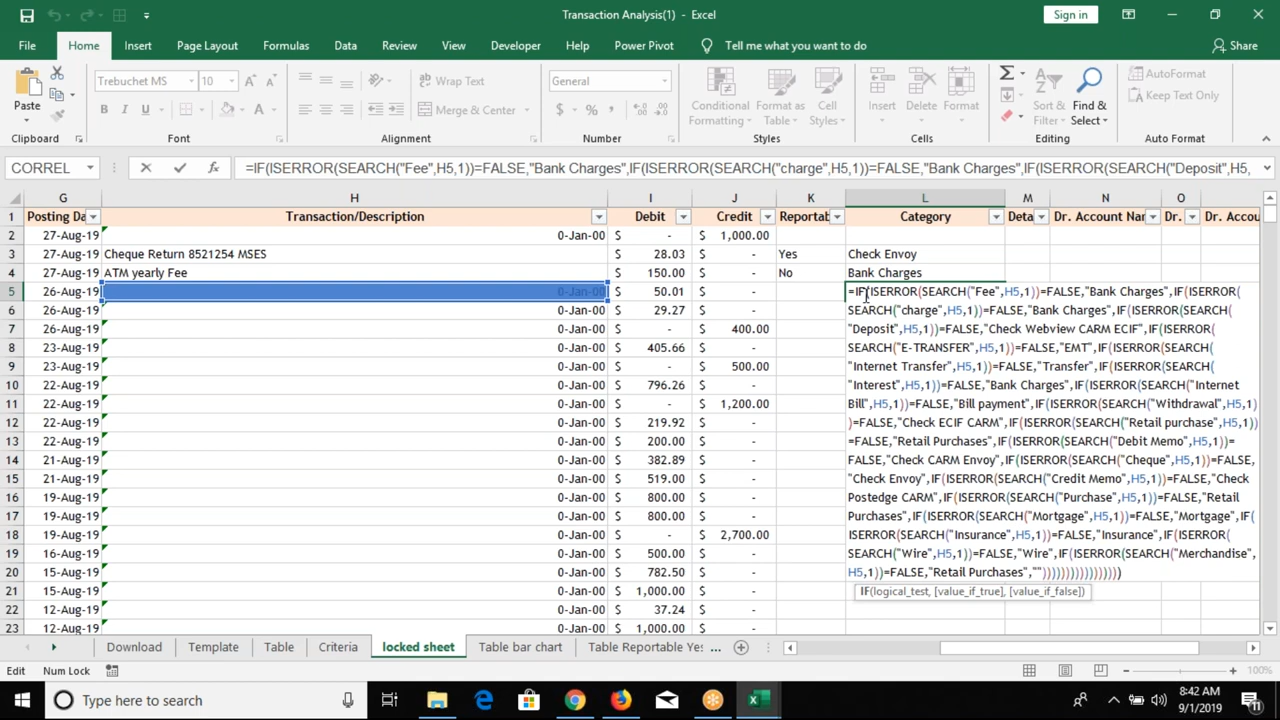 Transaction Analysis(1) - Excel
Sign in
File Home Insert Page Layout Formulas Data Review View Developer Help Power Pivot Tell me what you want to do Share
Paste
Trebuchet MS 10
Wrap Text
General
AutoFormat
B I U
Merge & Center
$ % ,
Conditional Formatting
Format as Table
Cell Styles
Insert Delete Format
Sort & Filter
Find & Select
Keep Text Only
Clipboard Font Alignment Number Styles Cells Editing Auto Format
CORREL fx =IF(ISERROR(SEARCH("Fee",H5,1))=FALSE,"Bank Charges",IF(ISERROR(SEARCH("charge",H5,1))=FALSE,"Bank Charges",IF(ISERROR(SEARCH("Deposit",H5,
G H I J K L M N O R
1 Posting Da Transaction/Description Debit Credit Reportab Category Deta Dr. Account Nar Dr. Dr. Accou
2 27-Aug-19 0-Jan-00 $ - $ 1,000.00
3 27-Aug-19 Cheque Return 8521254 MSES $ 28.03 $ - Yes Check Envoy
4 27-Aug-19 ATM yearly Fee $ 150.00 $ - No Bank Charges
5 26-Aug-19 0-Jan-00 $ 50.01 $ - =IF(ISERROR(SEARCH("Fee",H5,1))=FALSE,"Bank Charges",IF(ISERROR(
6 26-Aug-19 0-Jan-00 $ 29.27 $ - SEARCH("charge",H5,1))=FALSE,"Bank Charges",IF(ISERROR(SEARCH(
7 26-Aug-19 0-Jan-00 $ - $ 400.00 "Deposit",H5,1))=FALSE,"Check Webview CARM ECIF",IF(ISERROR(
8 23-Aug-19 0-Jan-00 $ 405.66 $ - SEARCH("E-TRANSFER",H5,1))=FALSE,"EMT",IF(ISERROR(SEARCH(
9 23-Aug-19 0-Jan-00 $ - $ 500.00 "Internet Transfer",H5,1))=FALSE,"Transfer",IF(ISERROR(SEARCH(
10 22-Aug-19 0-Jan-00 $ 796.26 $ - "Interest",H5,1))=FALSE,"Bank Charges",IF(ISERROR(SEARCH("Internet
11 22-Aug-19 0-Jan-00 $ - $ 1,200.00 Bill",H5,1))=FALSE,"Bill payment",IF(ISERROR(SEARCH("Withdrawal",H5,1)
12 22-Aug-19 0-Jan-00 $ 219.92 $ - )=FALSE,"Check ECIF CARM",IF(ISERROR(SEARCH("Retail purchase",H5,1))
13 22-Aug-19 0-Jan-00 $ 200.00 $ - =FALSE,"Retail Purchases",IF(ISERROR(SEARCH("Debit Memo",H5,1))=
14 21-Aug-19 0-Jan-00 $ 382.89 $ - FALSE,"Check CARM Envoy",IF(ISERROR(SEARCH("Cheque",H5,1))=FALSE,
15 21-Aug-19 0-Jan-00 $ 519.00 $ - "Check Envoy",IF(ISERROR(SEARCH("Credit Memo",H5,1))=FALSE,"Check
16 19-Aug-19 0-Jan-00 $ 800.00 $ - Postedge CARM",IF(ISERROR(SEARCH("Purchase",H5,1))=FALSE,"Retail
17 19-Aug-19 0-Jan-00 $ 800.00 $ - Purchases",IF(ISERROR(SEARCH("Mortgage",H5,1))=FALSE,"Mortgage",IF(
18 19-Aug-19 0-Jan-00 $ - $ 2,700.00 ISERROR(SEARCH("Insurance",H5,1))=FALSE,"Insurance",IF(ISERROR(
19 16-Aug-19 0-Jan-00 $ 500.00 $ - SEARCH("Wire",H5,1))=FALSE,"Wire",IF(ISERROR(SEARCH("Merchandise",
20 15-Aug-19 0-Jan-00 $ 782.50 $ - H5,1))=FALSE,"Retail Purchases","")))))))))))))))))
21 15-Aug-19 0-Jan-00 $ 1,000.00 $ - IF(logical_test, [value_if_true], [value_if_false])
22 12-Aug-19 0-Jan-00 $ 37.24 $ -
23 12-Aug-19 0-Jan-00 $ 1,000.00 $ -
Download Template Table Criteria locked sheet Table bar chart Table Reportable Yes ...
Edit Num Lock 100%
Type here to search
8:42 AM
9/1/2019
11